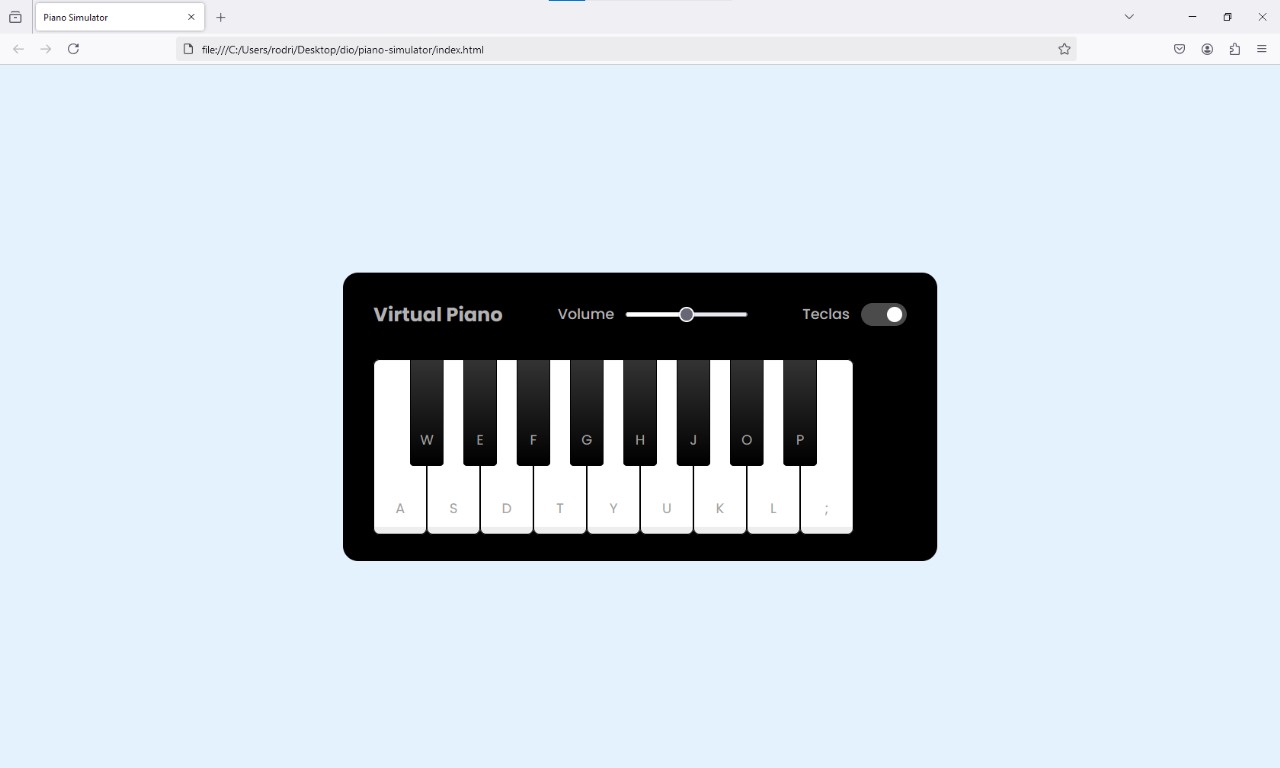 Piano Simulator
file:///C:/Users/rodri/Desktop/dio/piano-simulator/index.html
Virtual Piano Volume Teclas
W E F G H J O P
A S D T Y U K L ;